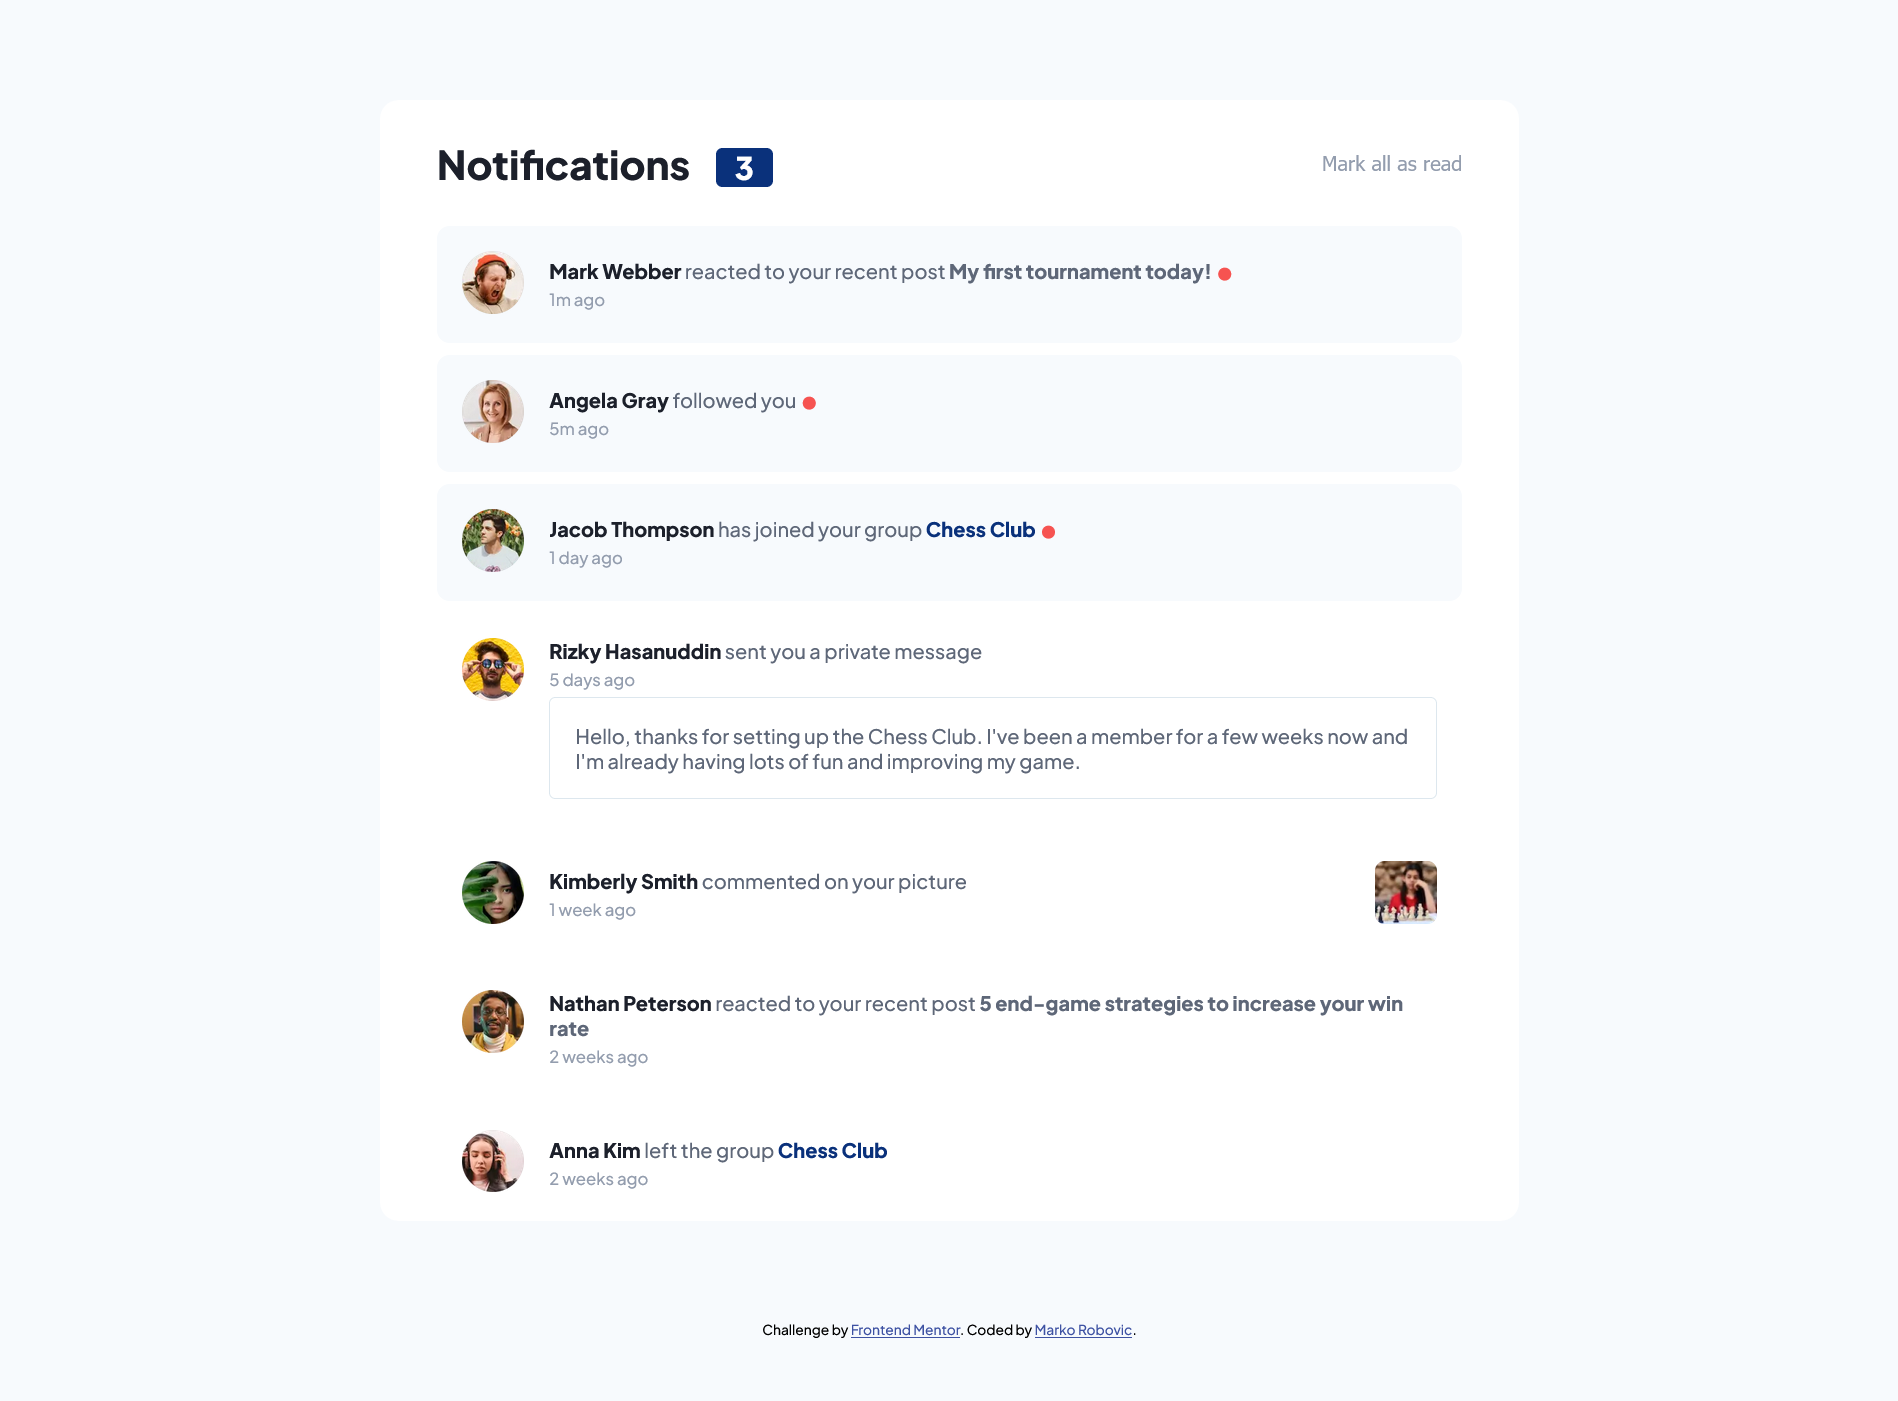 Notifications 3
Mark all as read
Mark Webber reacted to your recent post My first tournament today!
1m ago
Angela Gray followed you
5m ago
Jacob Thompson has joined your group Chess Club
1 day ago
Rizky Hasanuddin sent you a private message
5 days ago
Hello, thanks for setting up the Chess Club. I've been a member for a few weeks now and
I'm already having lots of fun and improving my game.
Kimberly Smith commented on your picture
1 week ago
Nathan Peterson reacted to your recent post 5 end-game strategies to increase your win
rate
2 weeks ago
Anna Kim left the group Chess Club
2 weeks ago
Challenge by Frontend Mentor. Coded by Marko Robovic.